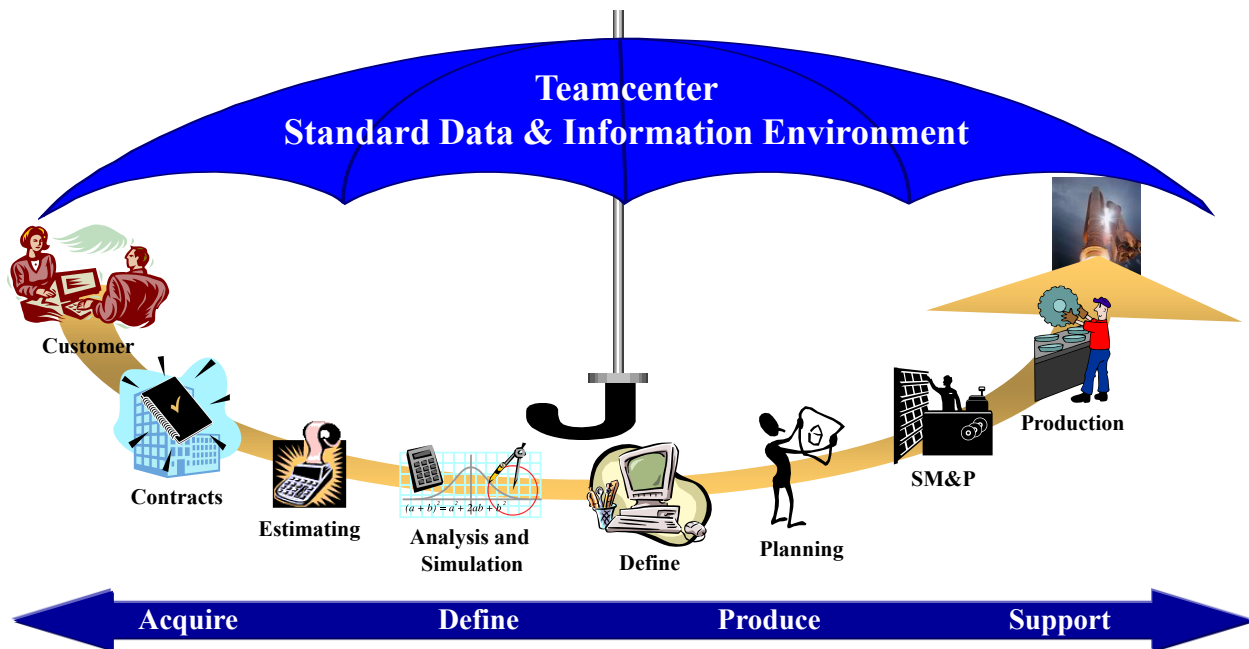 Teamcenter
Standard Data & Information Environment
Customer
Contracts
Estimating
(a + b)² = a² + 2ab + b²
Analysis and
Simulation
Define
Planning
SM&P
Production
Acquire Define Produce Support